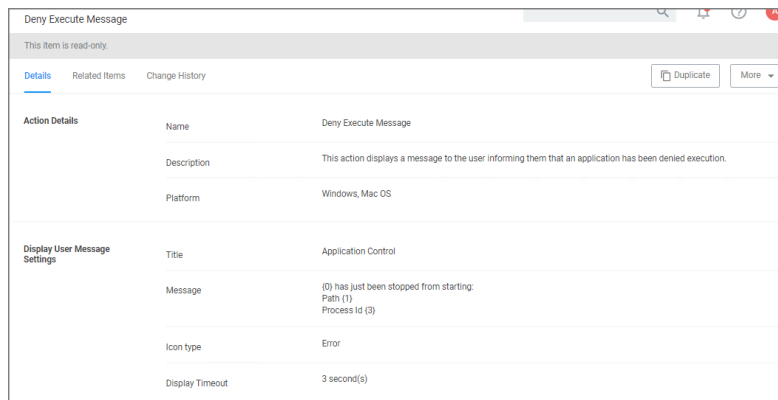 Deny Execute Message
This item is read-only.
Details Related Items Change History Duplicate More
Action Details
Name Deny Execute Message
Description This action displays a message to the user informing them that an application has been denied execution.
Platform Windows, Mac OS
Display User Message
Settings
Title Application Control
Message {0} has just been stopped from starting:
Path {1}
Process Id {3}
Icon type Error
Display Timeout 3 second(s)